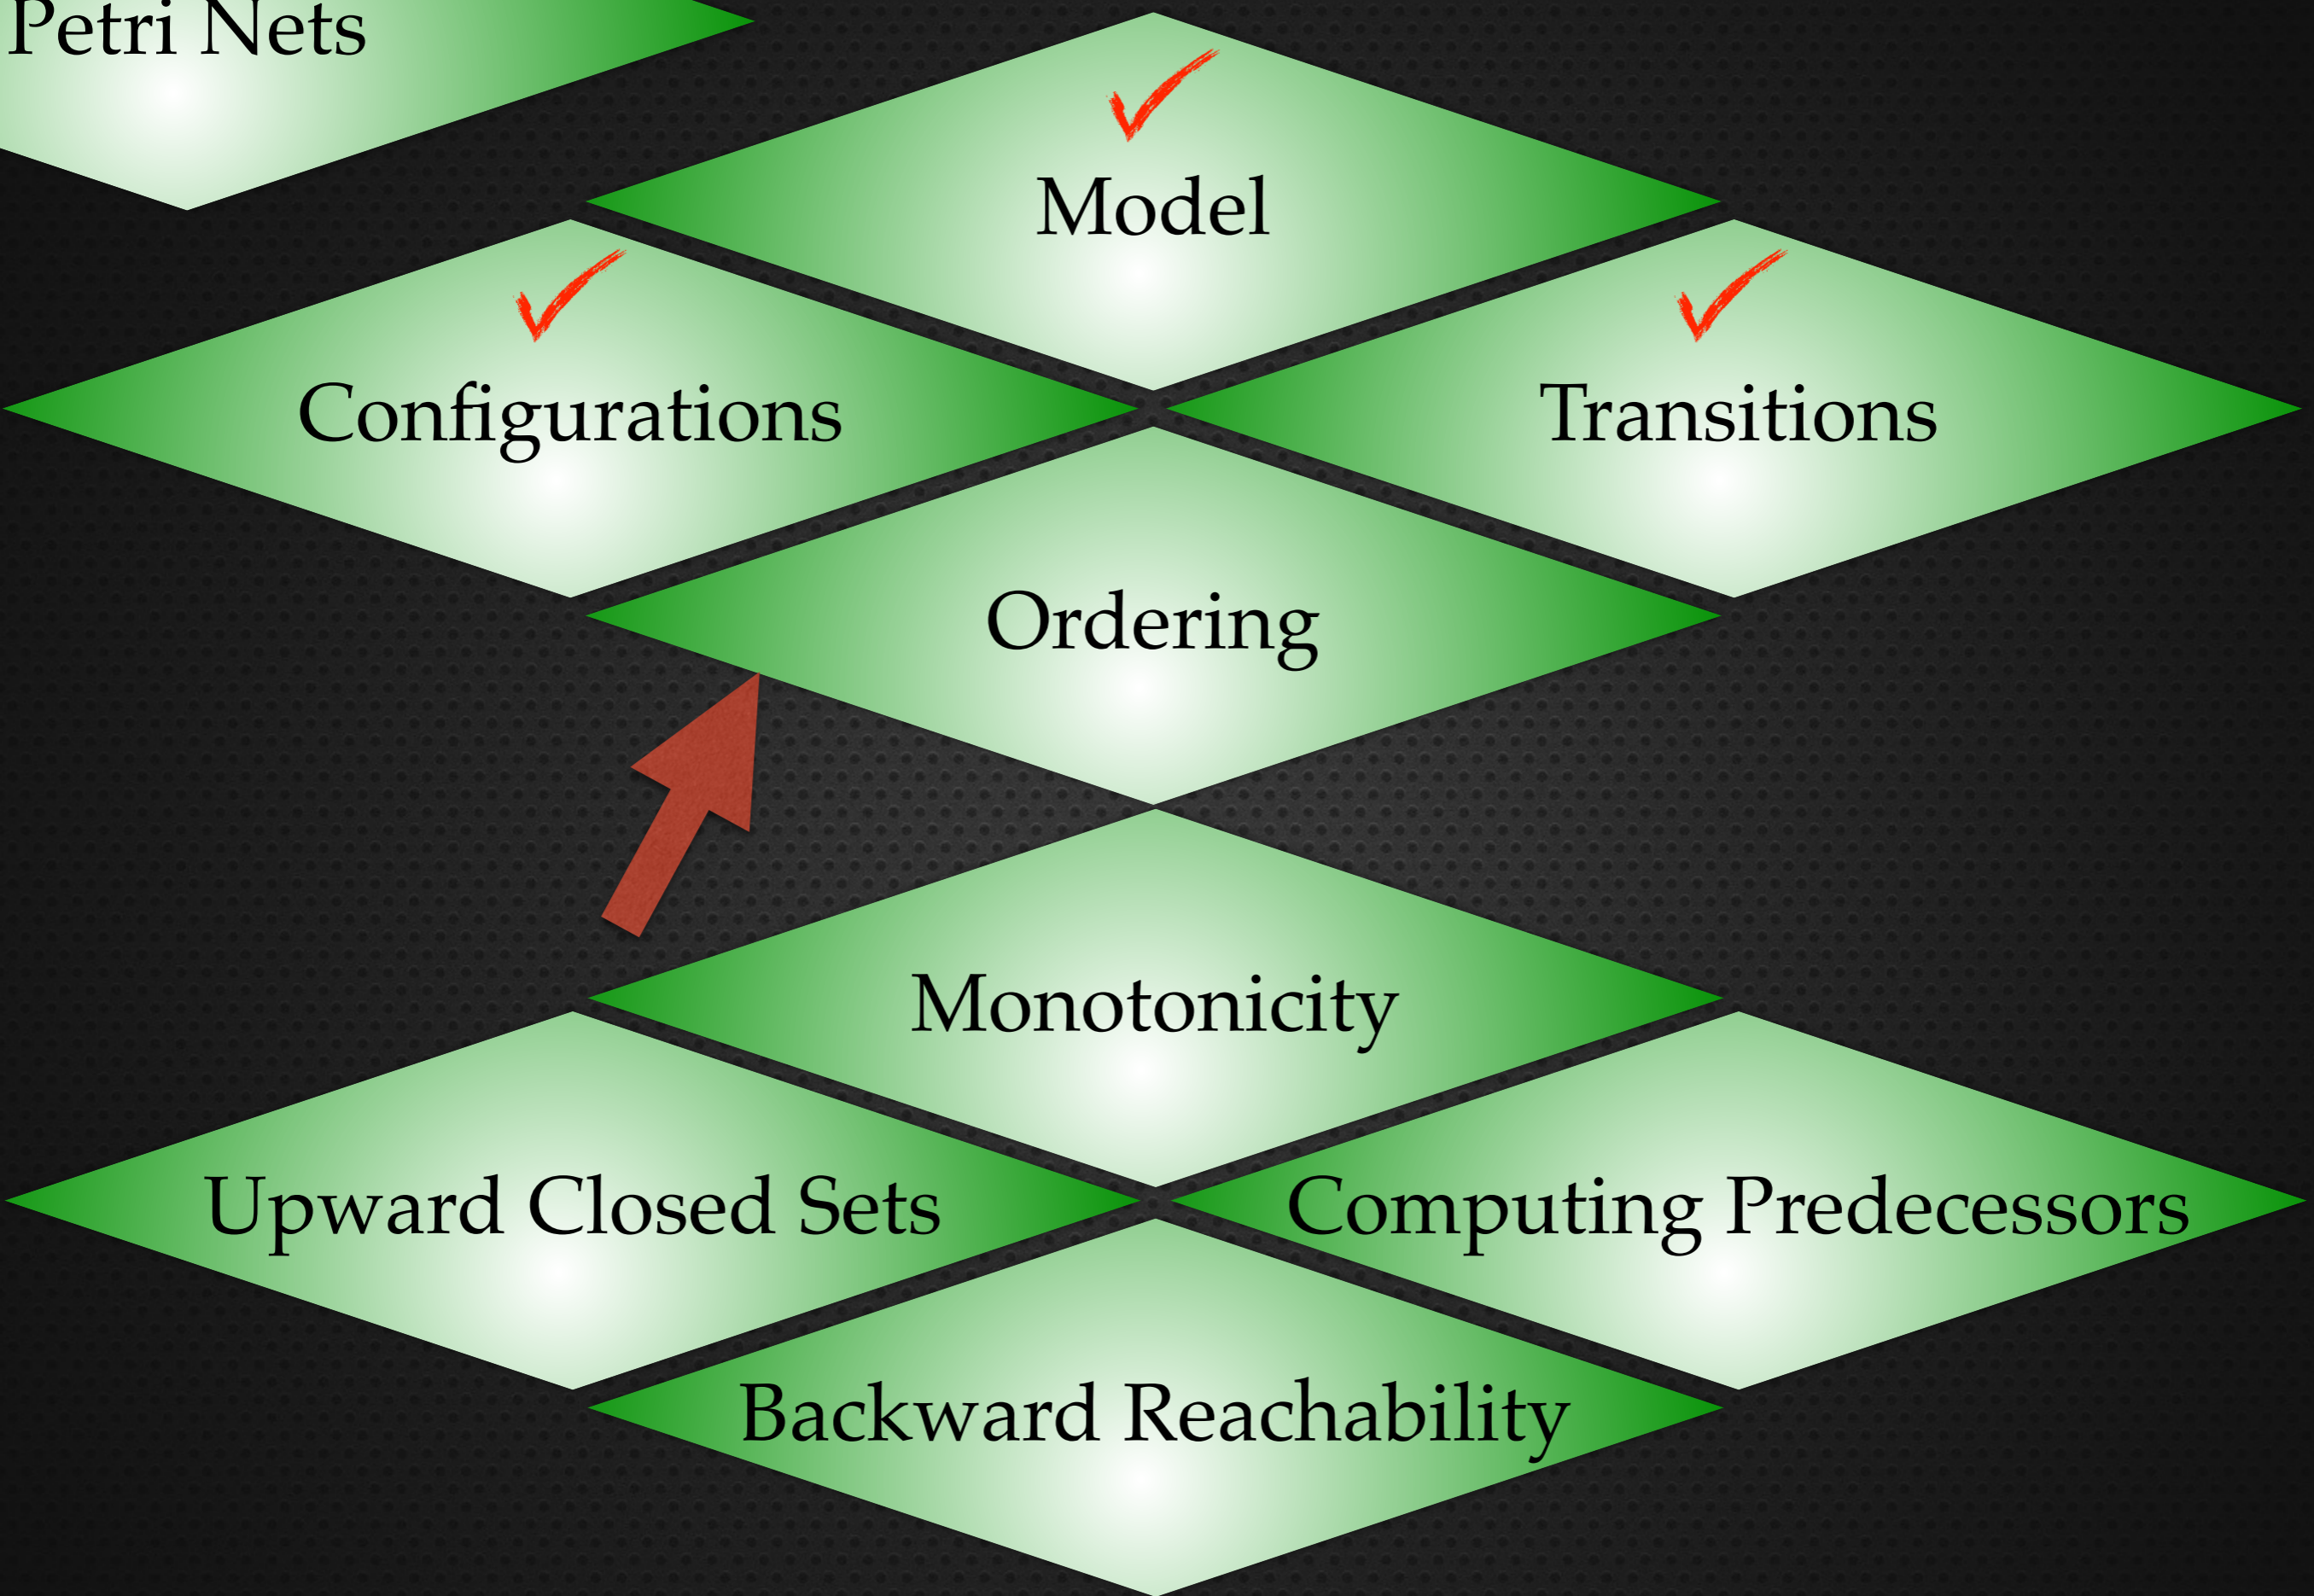 Petri Nets
Model
Configurations
Transitions
Ordering
Monotonicity
Upward Closed Sets
Computing Predecessors
Backward Reachability